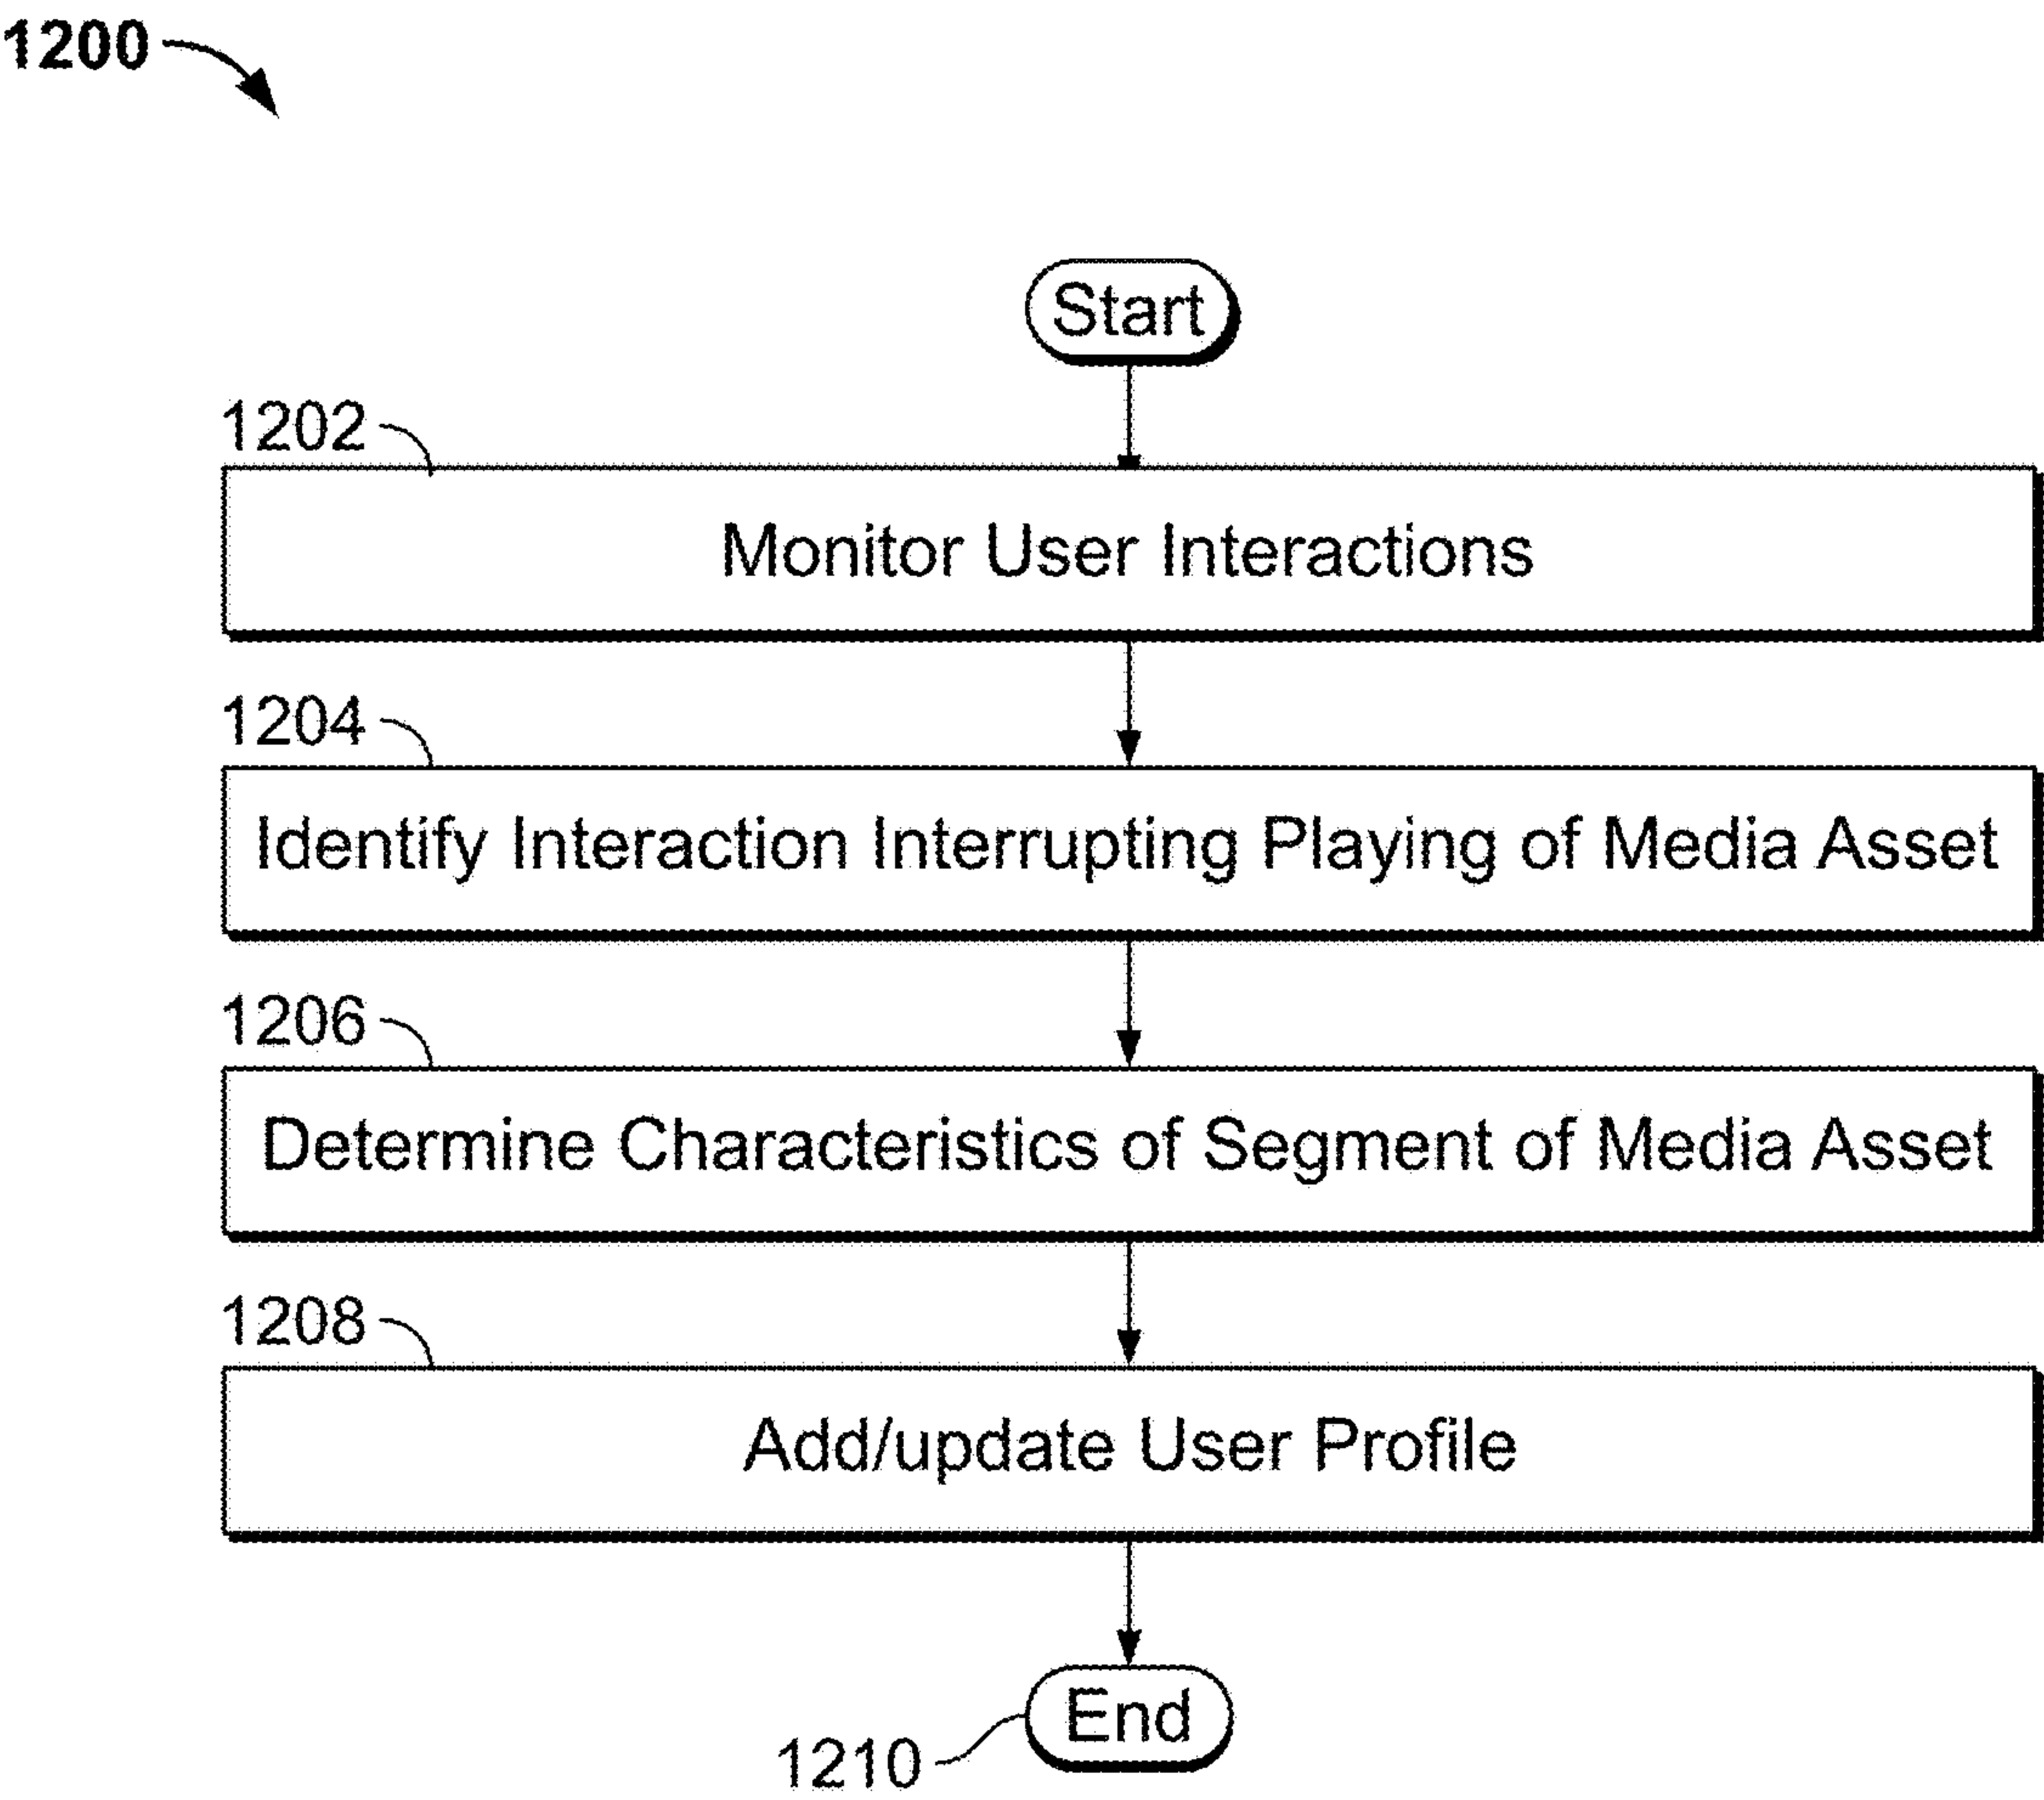 1200
Start
1202
Monitor User Interactions
1204
Identify Interaction Interrupting Playing of Media Asset
1206
Determine Characteristics of Segment of Media Asset
1208
Add/update User Profile
End
1210